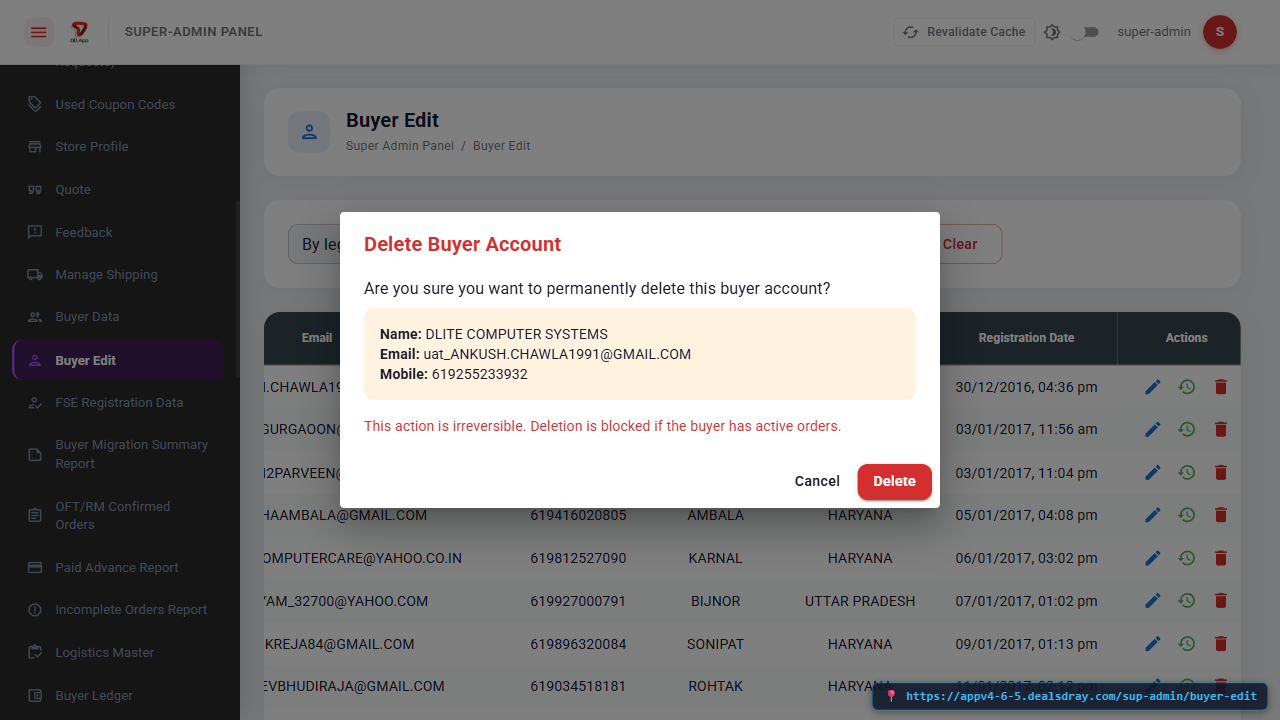 SUPER-ADMIN PANEL
Revalidate Cache
super-admin
S
Used Coupon Codes
Store Profile
Quote
Feedback
Manage Shipping
Buyer Data
Buyer Edit
FSE Registration Data
Buyer Migration Summary
Report
OFT/RM Confirmed
Orders
Paid Advance Report
Incomplete Orders Report
Logistics Master
Buyer Ledger
Buyer Edit
Super Admin Panel / Buyer Edit
By leg
Clear
Delete Buyer Account
Are you sure you want to permanently delete this buyer account?
Name: DLITE COMPUTER SYSTEMS
Email: uat_ANKUSH.CHAWLA1991@GMAIL.COM
Mobile: 619255233932
This action is irreversible. Deletion is blocked if the buyer has active orders.
Cancel
Delete
Email Registration Date Actions
.CHAWLA19 30/12/2016, 04:36 pm
GURGAON@ 03/01/2017, 11:56 am
2PARVEEN@ 03/01/2017, 11:04 pm
HAAMBALA@GMAIL.COM 619416020805 AMBALA HARYANA 05/01/2017, 04:08 pm
OMPUTERCARE@YAHOO.CO.IN 619812527090 KARNAL HARYANA 06/01/2017, 03:02 pm
YAM_32700@YAHOO.COM 619927000791 BIJNOR UTTAR PRADESH 07/01/2017, 01:02 pm
KREJA84@GMAIL.COM 619896320084 SONIPAT HARYANA 09/01/2017, 01:13 pm
EVBHUDIRAJA@GMAIL.COM 619034518181 ROHTAK HARYANA
https://appv4-6-5.dealsdray.com/sup-admin/buyer-edit